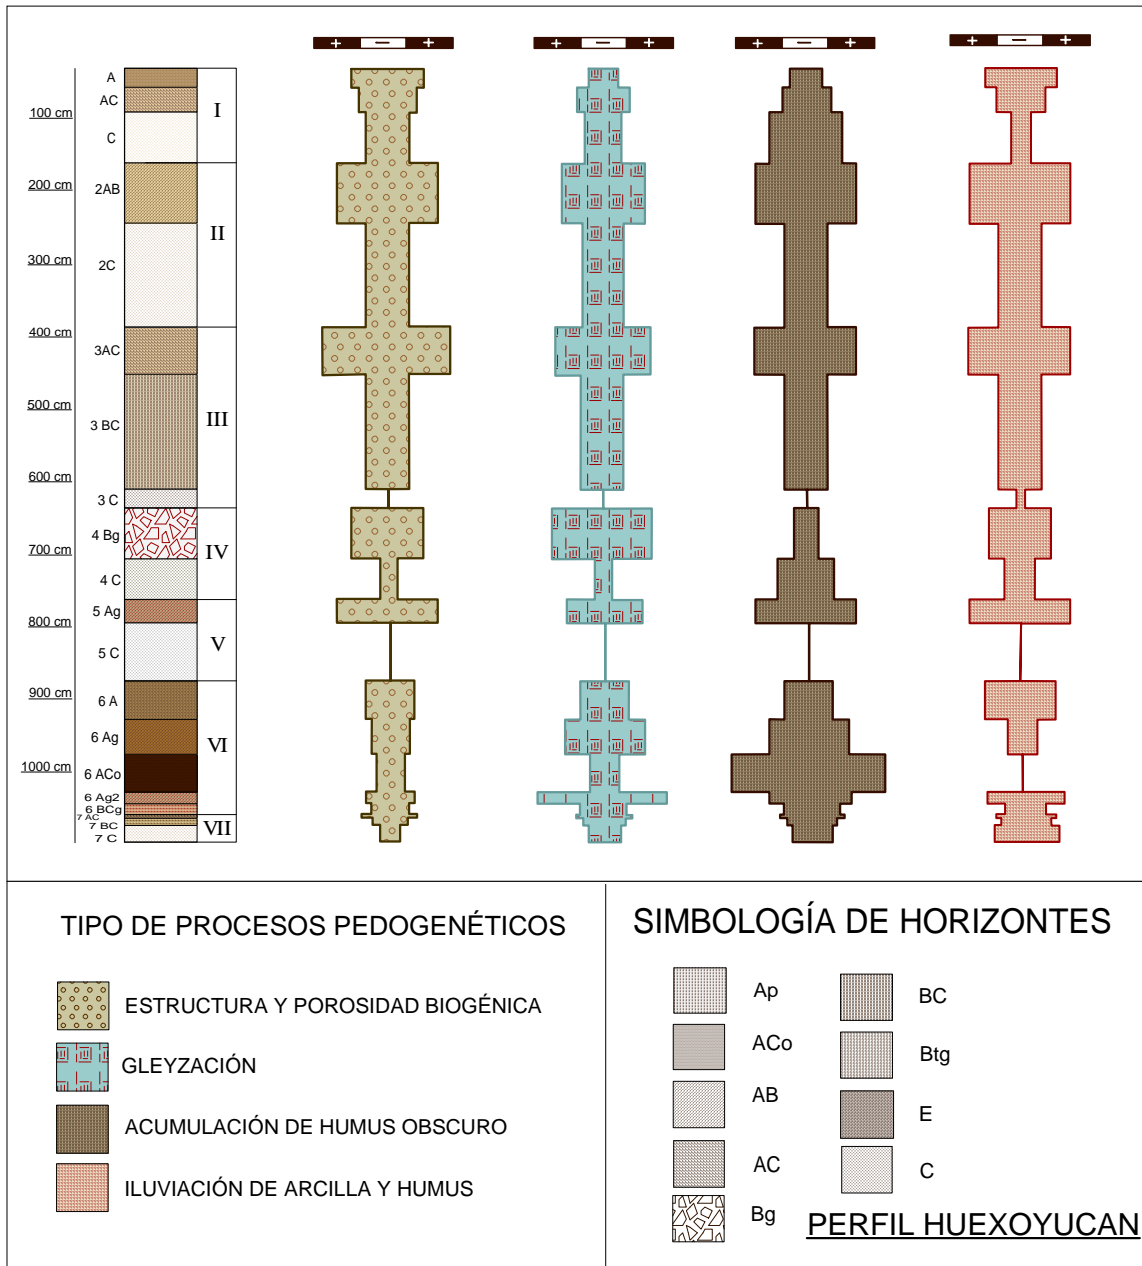 + − + + − + + − + + − +
A
AC
100 cm
I
C
2AB
200 cm
II
2C
300 cm
400 cm
3AC
500 cm
III
3 BC
600 cm
3 C
4 Bg
700 cm
IV
4 C
5 Ag
800 cm
V
5 C
900 cm
6 A
6 Ag
VI
1000 cm
6 ACo
6 Ag2
6 BCg
7 AC
7 BC
VII
7 C
TIPO DE PROCESOS PEDOGENÉTICOS
ESTRUCTURA Y POROSIDAD BIOGÉNICA
GLEYZACIÓN
ACUMULACIÓN DE HUMUS OBSCURO
ILUVIACIÓN DE ARCILLA Y HUMUS
SIMBOLOGÍA DE HORIZONTES
Ap
ACo
AB
AC
Bg
BC
Btg
E
C
PERFIL HUEXOYUCAN